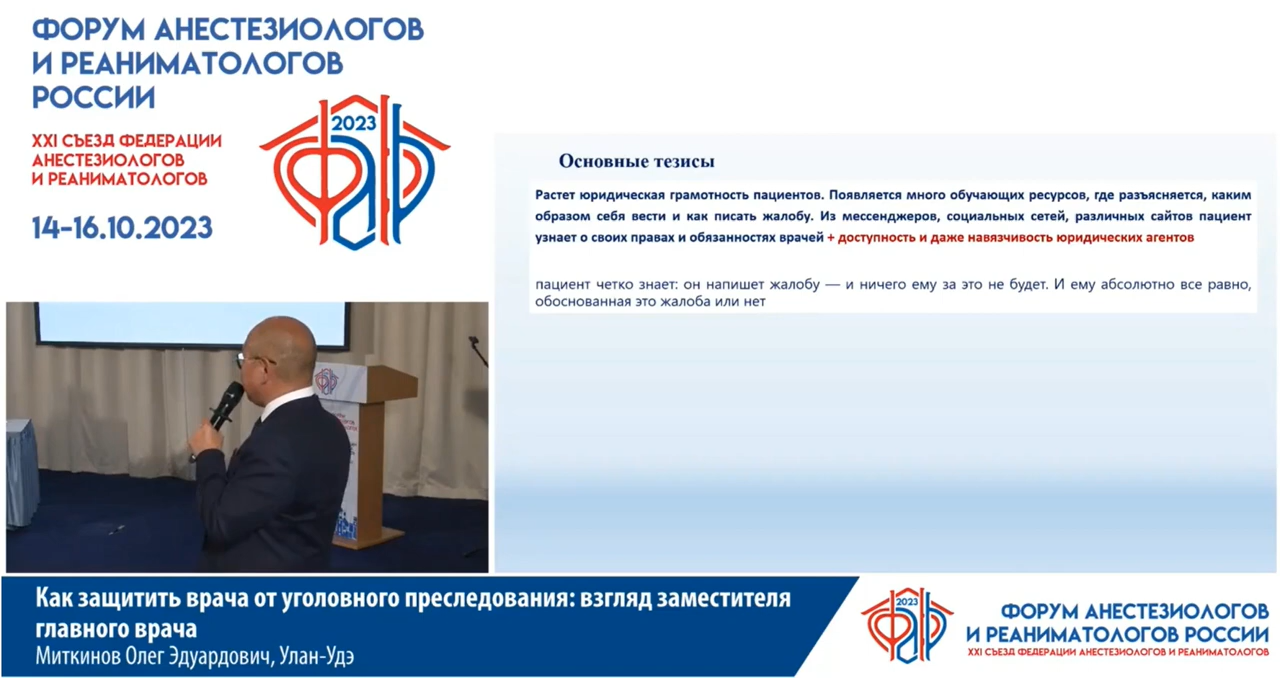 ФОРУМ АНЕСТЕЗИОЛОГОВ
И РЕАНИМАТОЛОГОВ
РОССИИ
XXI СЪЕЗД ФЕДЕРАЦИИ
АНЕСТЕЗИОЛОГОВ
И РЕАНИМАТОЛОГОВ
14-16.10.2023
2023
ФАР
Основные тезисы
Растет юридическая грамотность пациентов. Появляется много обучающих ресурсов, где разъясняется, каким
образом себя вести и как писать жалобу. Из мессенджеров, социальных сетей, различных сайтов пациент
узнает о своих правах и обязанностях врачей + доступность и даже навязчивость юридических агентов
пациент четко знает: он напишет жалобу — и ничего ему за это не будет. И ему абсолютно все равно,
обоснованная это жалоба или нет
Как защитить врача от уголовного преследования: взгляд заместителя
главного врача
Миткинов Олег Эдуардович, Улан-Удэ
2023
ФАР
ФОРУМ АНЕСТЕЗИОЛОГОВ
И РЕАНИМАТОЛОГОВ РОССИИ
XXI СЪЕЗД ФЕДЕРАЦИИ АНЕСТЕЗИОЛОГОВ И РЕАНИМАТОЛОГОВ